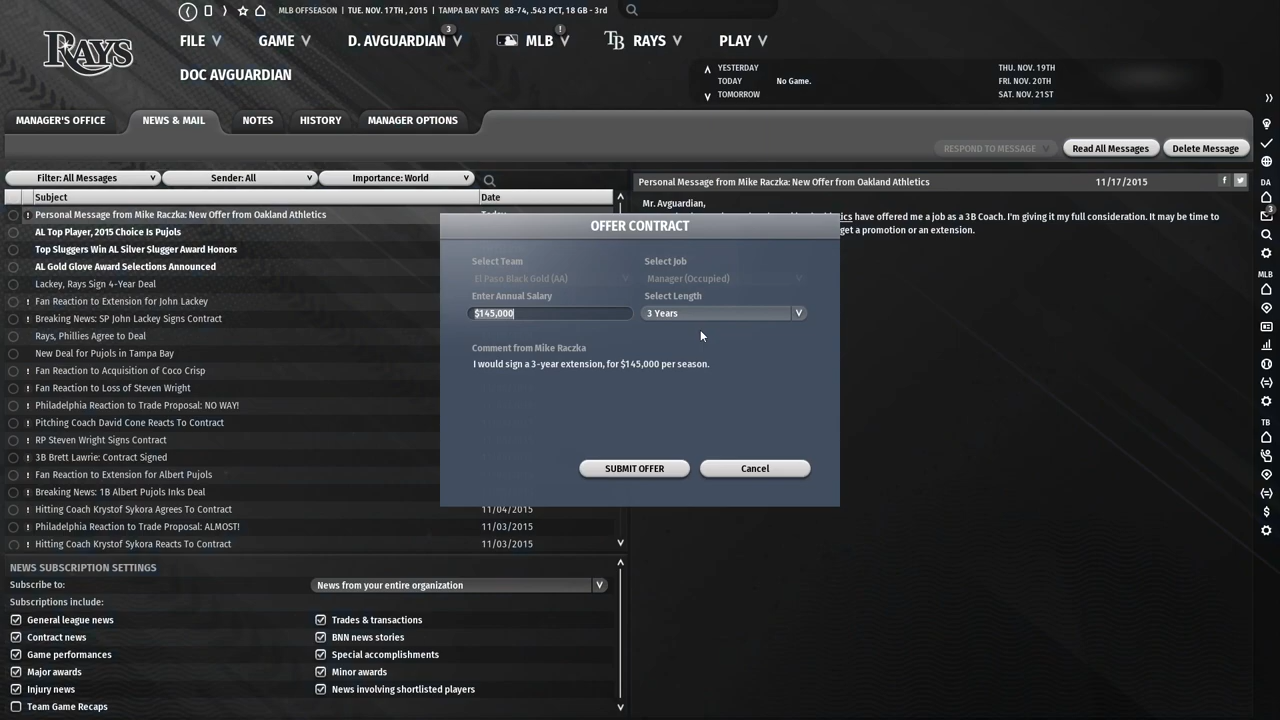 MLB OFFSEASON | TUE. NOV. 17TH , 2015 | TAMPA BAY RAYS 88-74, .543 PCT, 18 GB - 3rd
RAYS
FILE GAME D. AVGUARDIAN 3 MLB ! TB RAYS PLAY
DOC AVGUARDIAN
YESTERDAY
TODAY No Game.
TOMORROW
THU. NOV. 19TH
FRI. NOV. 20TH
SAT. NOV. 21ST
MANAGER'S OFFICE NEWS & MAIL NOTES HISTORY MANAGER OPTIONS
RESPOND TO MESSAGE Read All Messages Delete Message
Filter: All Messages Sender: All Importance: World
Subject Date
Personal Message from Mike Raczka: New Offer from Oakland Athletics Today
AL Top Player, 2015 Choice Is Pujols
Top Sluggers Win AL Silver Slugger Award Honors
AL Gold Glove Award Selections Announced
Lackey, Rays Sign 4-Year Deal
! Fan Reaction to Extension for John Lackey
! Breaking News: SP John Lackey Signs Contract
Rays, Phillies Agree to Deal
New Deal for Pujols in Tampa Bay
! Fan Reaction to Acquisition of Coco Crisp
! Fan Reaction to Loss of Steven Wright
! Philadelphia Reaction to Trade Proposal: NO WAY!
! Pitching Coach David Cone Reacts To Contract
! RP Steven Wright Signs Contract
! 3B Brett Lawrie: Contract Signed
! Fan Reaction to Extension for Albert Pujols
! Breaking News: 1B Albert Pujols Inks Deal
! Hitting Coach Krystof Sykora Agrees To Contract 11/04/2015
! Philadelphia Reaction to Trade Proposal: ALMOST! 11/03/2015
! Hitting Coach Krystof Sykora Reacts To Contract 11/03/2015
Personal Message from Mike Raczka: New Offer from Oakland Athletics 11/17/2015
Mr. Avguardian,
ics have offered me a job as a 3B Coach. I'm giving it my full consideration. It may be time to
get a promotion or an extension.
OFFER CONTRACT
Select Team Select Job
El Paso Black Gold (AA) Manager (Occupied)
Enter Annual Salary Select Length
$145,000 3 Years
Comment from Mike Raczka
I would sign a 3-year extension, for $145,000 per season.
SUBMIT OFFER Cancel
NEWS SUBSCRIPTION SETTINGS
Subscribe to: News from your entire organization
Subscriptions include:
General league news Trades & transactions
Contract news BNN news stories
Game performances Special accomplishments
Major awards Minor awards
Injury news News involving shortlisted players
Team Game Recaps
DA
3
MLB
TB